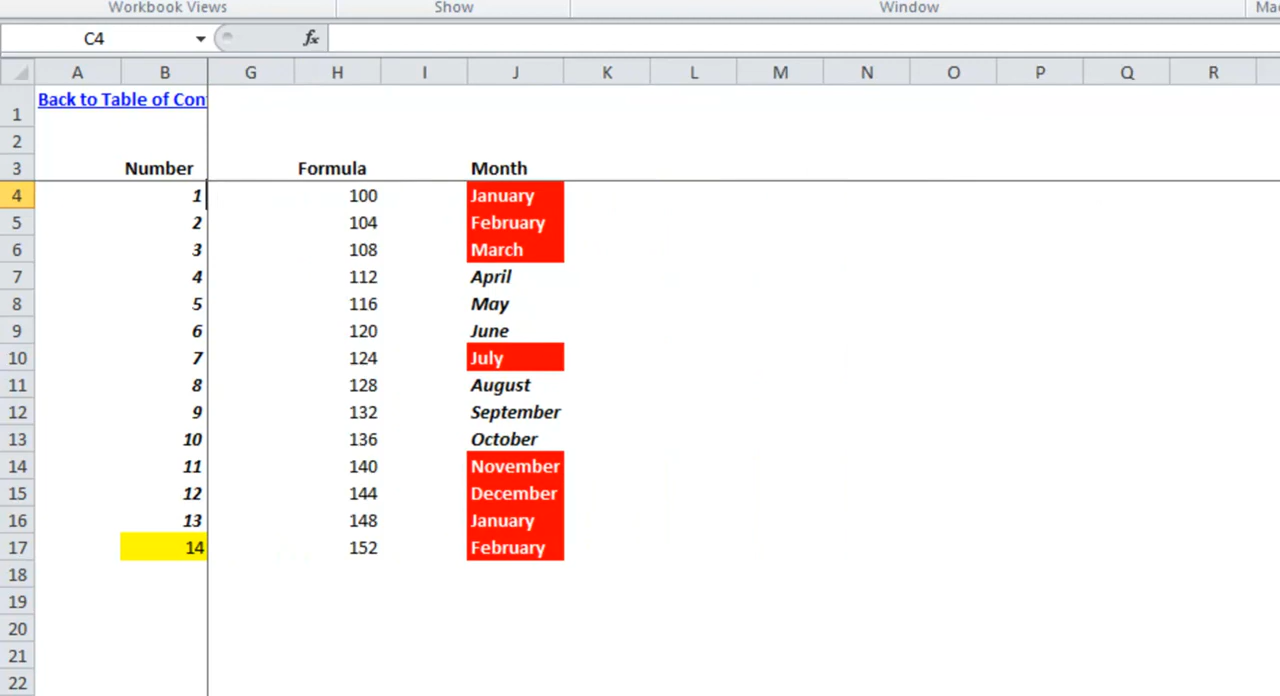 Workbook Views Show Window Ma
C4 fx
A B G H I J K L M N O P Q R
1 Back to Table of Con
2
3 Number Formula Month
4 1 100 January
5 2 104 February
6 3 108 March
7 4 112 April
8 5 116 May
9 6 120 June
10 7 124 July
11 8 128 August
12 9 132 September
13 10 136 October
14 11 140 November
15 12 144 December
16 13 148 January
17 14 152 February
18
19
20
21
22